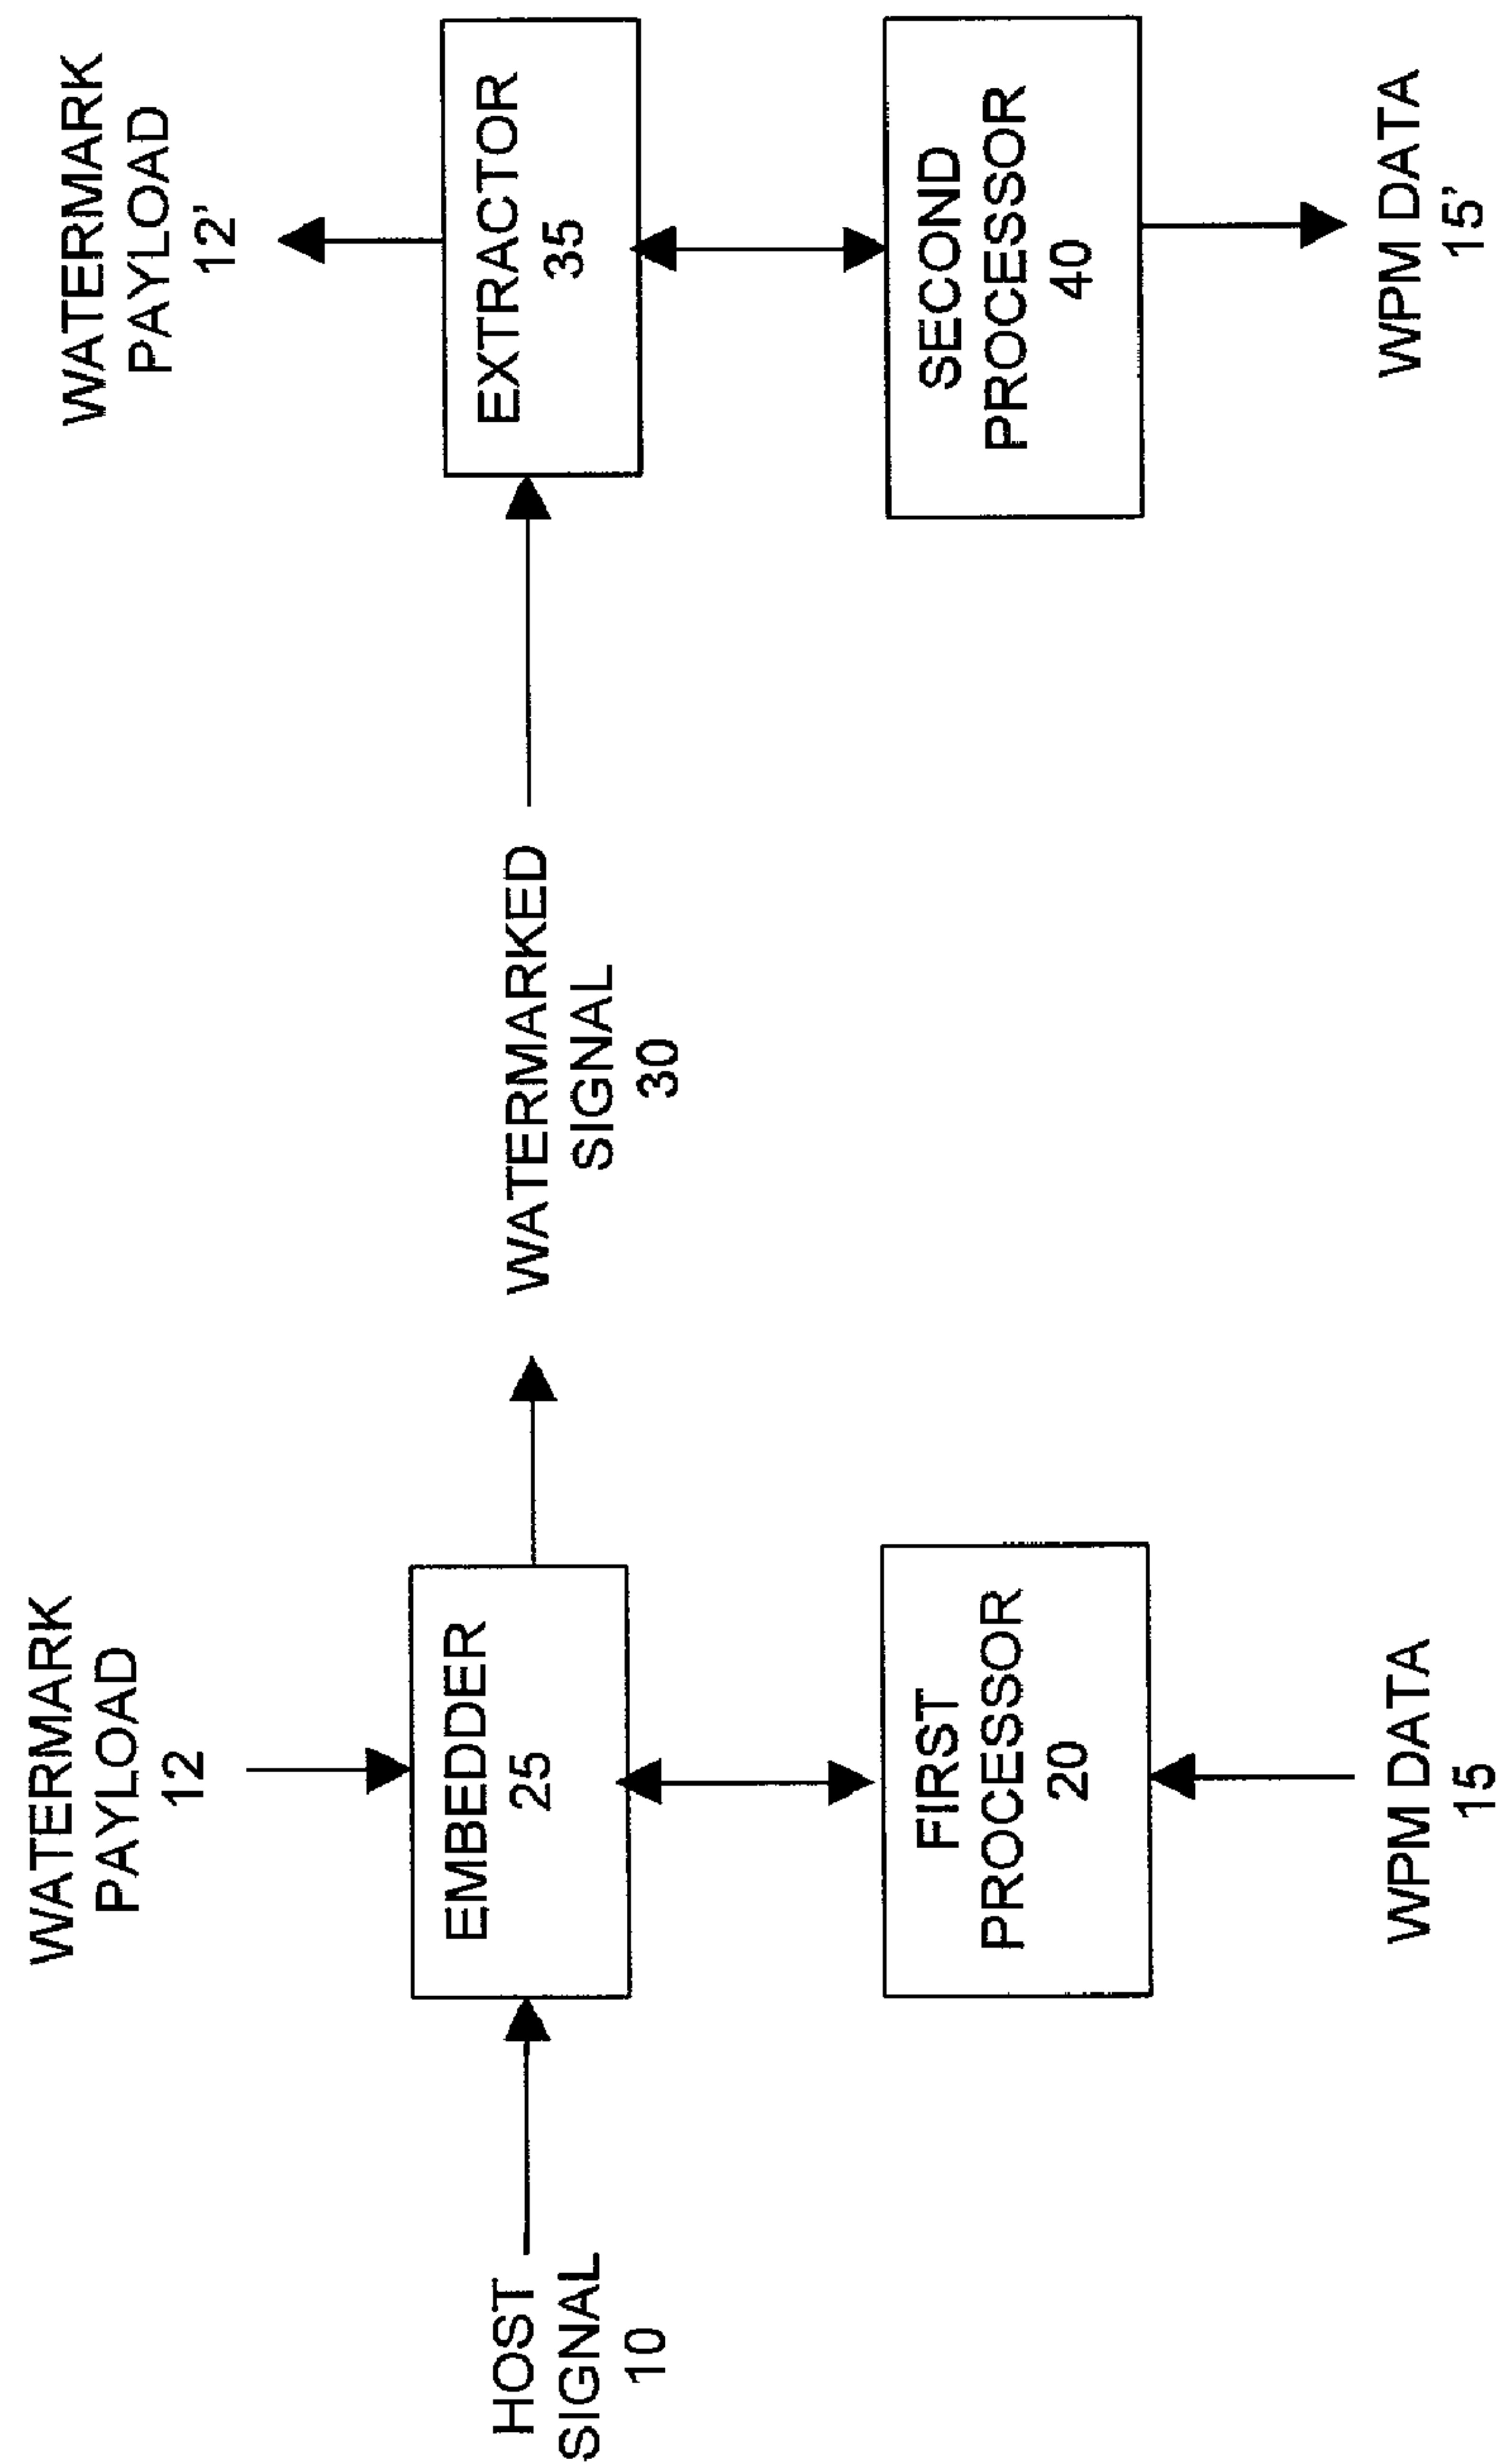 WATERMARK
PAYLOAD
12
HOST
SIGNAL
10
EMBEDDER
25
FIRST
PROCESSOR
20
WPM DATA
15
WATERMARKED
SIGNAL
30
WATERMARK
PAYLOAD
12'
EXTRACTOR
35
SECOND
PROCESSOR
40
WPM DATA
15'